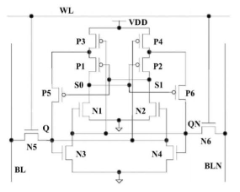 WL
VDD
P3 P4
P1 P2
P5 S0 S1 P6
Q N1 N2 QN
N5 N3 N4 N6
BL BLN